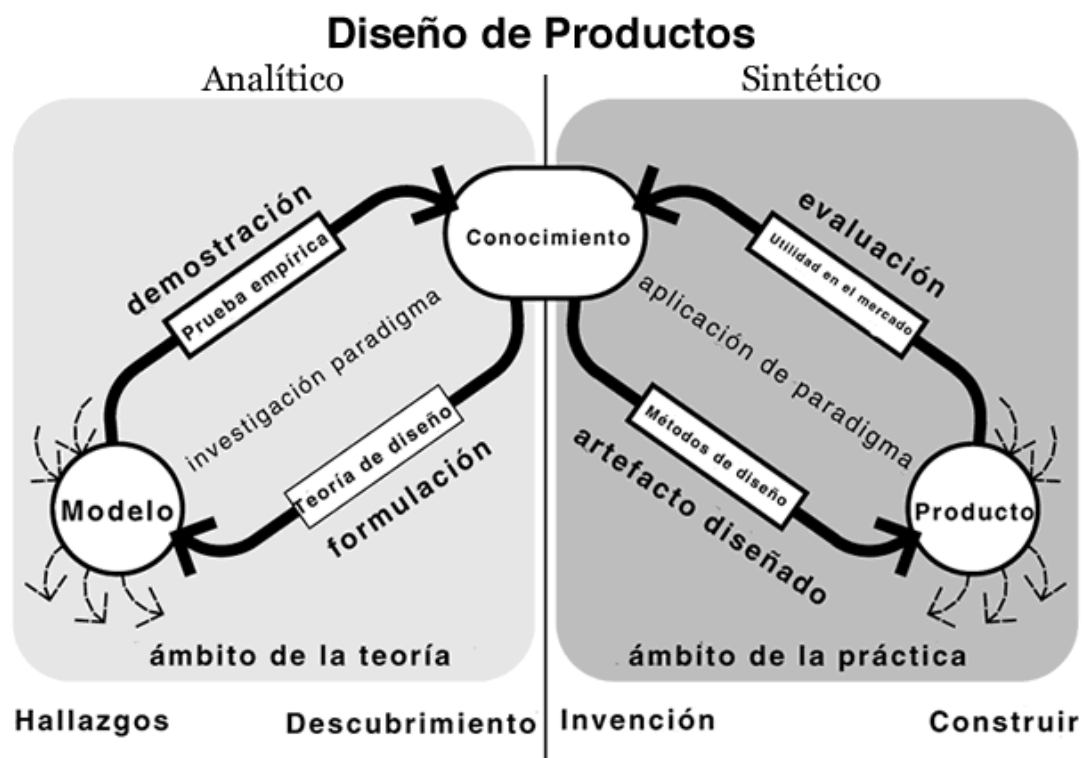 Diseño de Productos
Analítico
Sintético
demostración
Prueba empírica
investigación paradigma
Teoría de diseño
formulación
Modelo
Conocimiento
evaluación
Utilidad en el mercado
aplicación de paradigma
Métodos de diseño
artefacto diseñado
Producto
ámbito de la teoría
ámbito de la práctica
Hallazgos
Descubrimiento
Invención
Construir